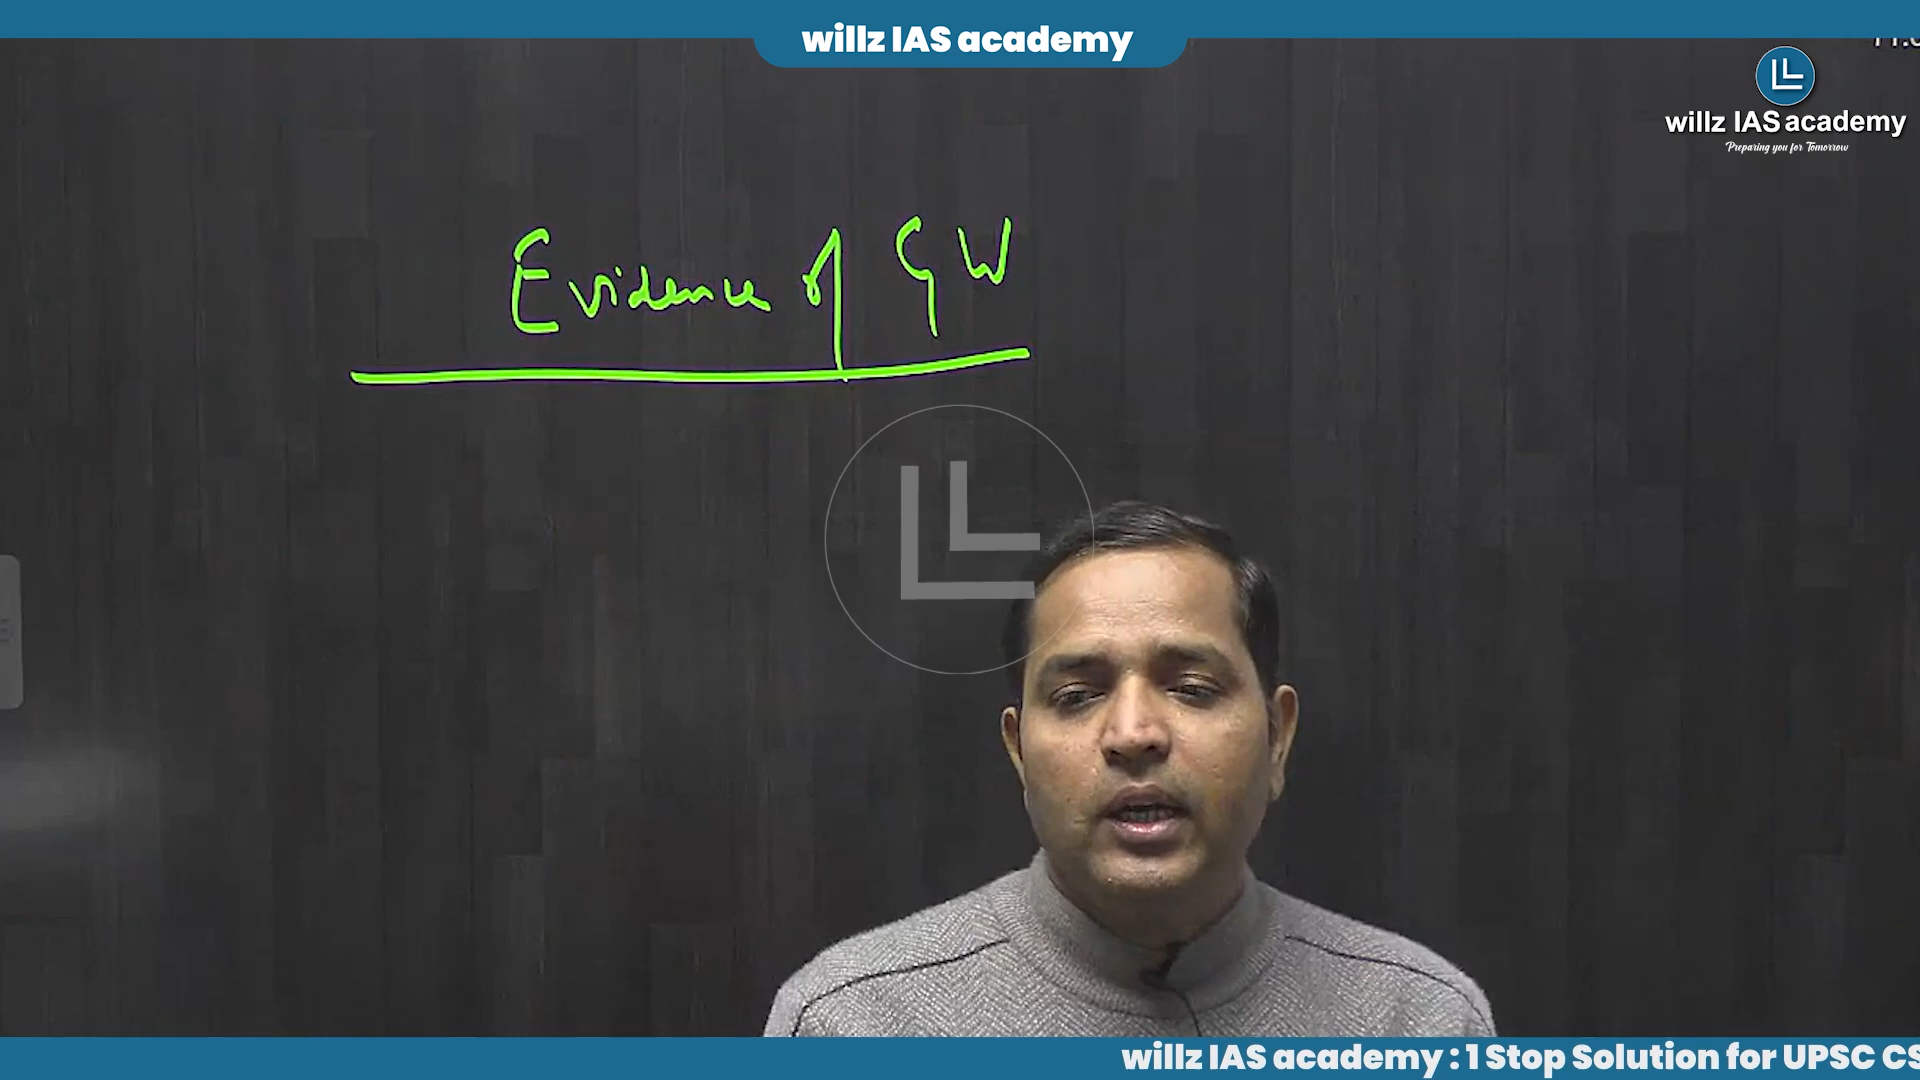 willz IAS academy
willz IAS academy
Preparing you for Tomorrow
Evidence of GW
willz IAS academy : 1 Stop Solution for UPSC CS